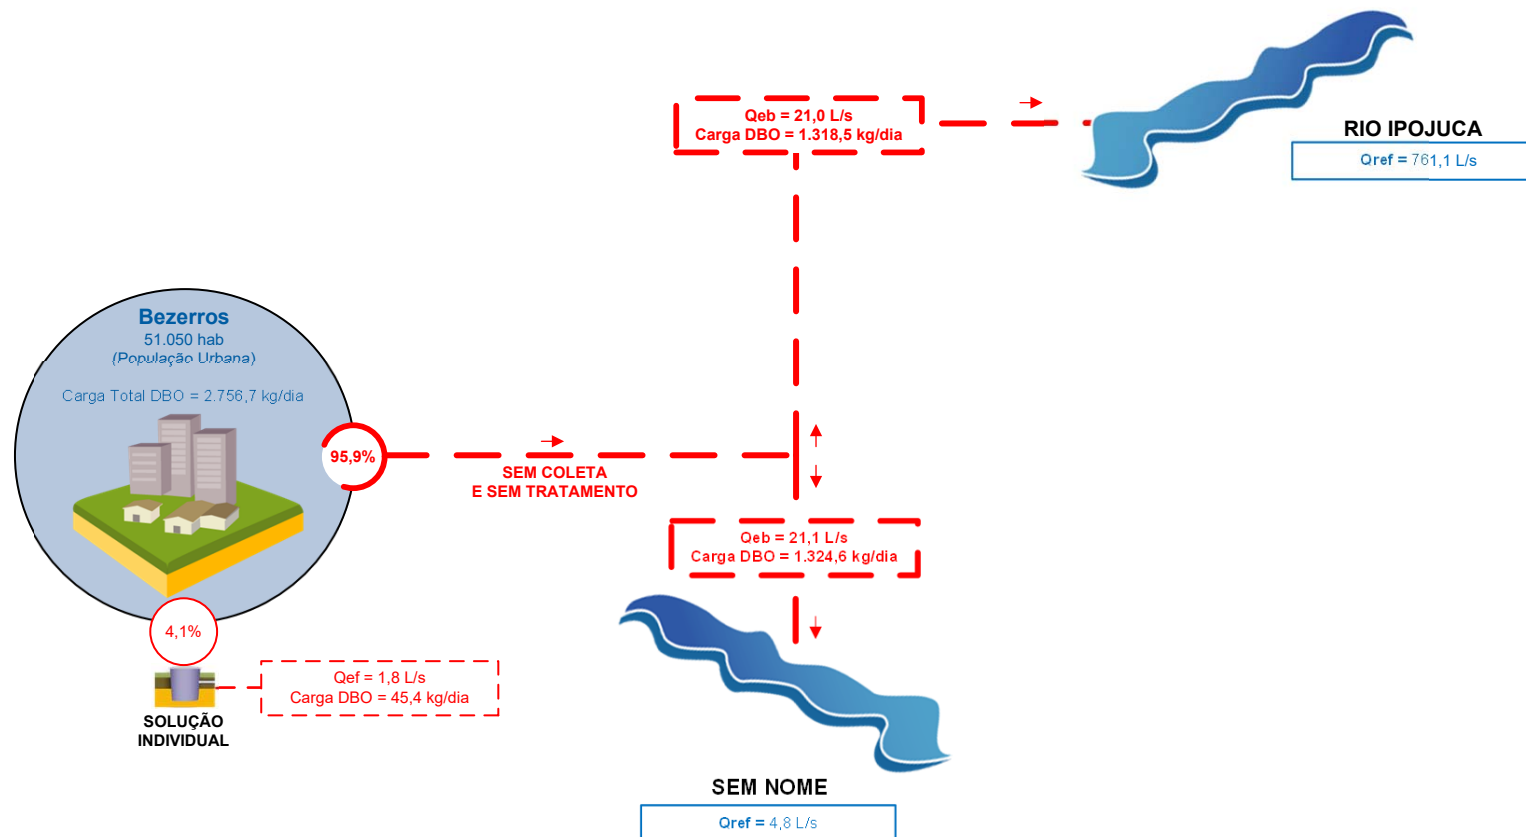 Qeb = 21,0 L/s
Carga DBO = 1.318,5 kg/dia
RIO IPOJUCA
Qref = 761,1 L/s
Bezerros
51.050 hab
(População Urbana)
Carga Total DBO = 2.756,7 kg/dia
95,9%
SEM COLETA
E SEM TRATAMENTO
Qeb = 21,1 L/s
Carga DBO = 1.324,6 kg/dia
4,1%
Qef = 1,8 L/s
Carga DBO = 45,4 kg/dia
SOLUÇÃO
INDIVIDUAL
SEM NOME
Qref = 4,8 L/s